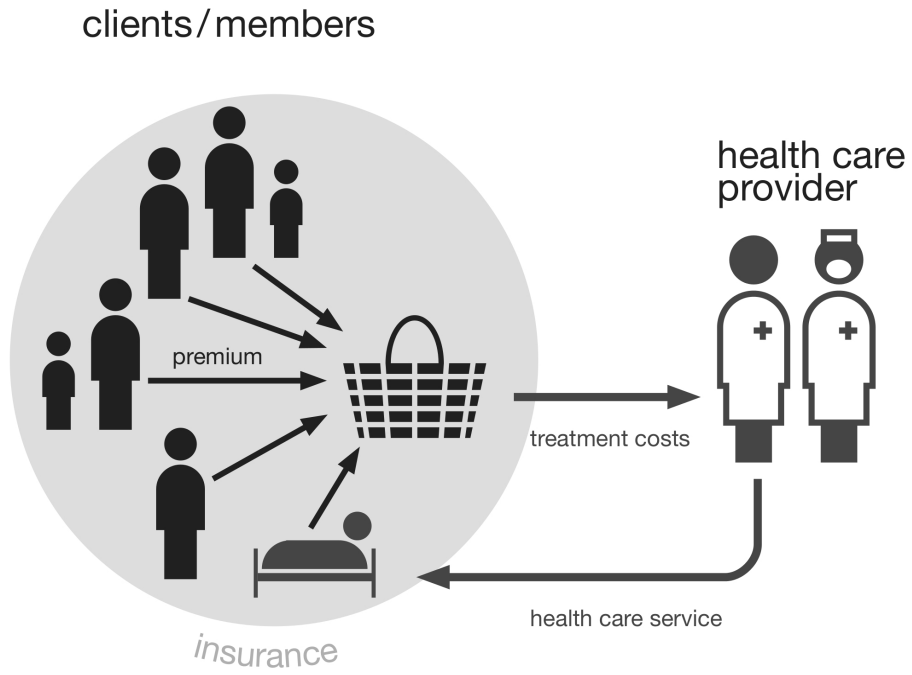 clients/members
health care
provider
premium
treatment costs
health care service
insurance